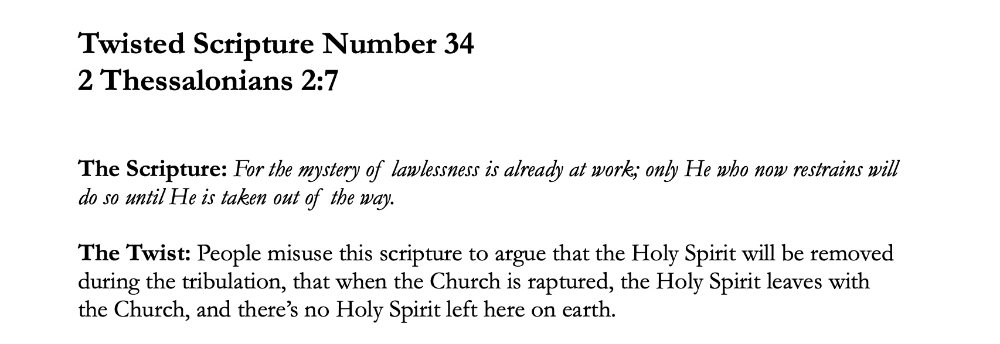 Twisted Scripture Number 34
2 Thessalonians 2:7
The Scripture: For the mystery of lawlessness is already at work; only He who now restrains will
do so until He is taken out of the way.
The Twist: People misuse this scripture to argue that the Holy Spirit will be removed
during the tribulation, that when the Church is raptured, the Holy Spirit leaves with
the Church, and there’s no Holy Spirit left here on earth.